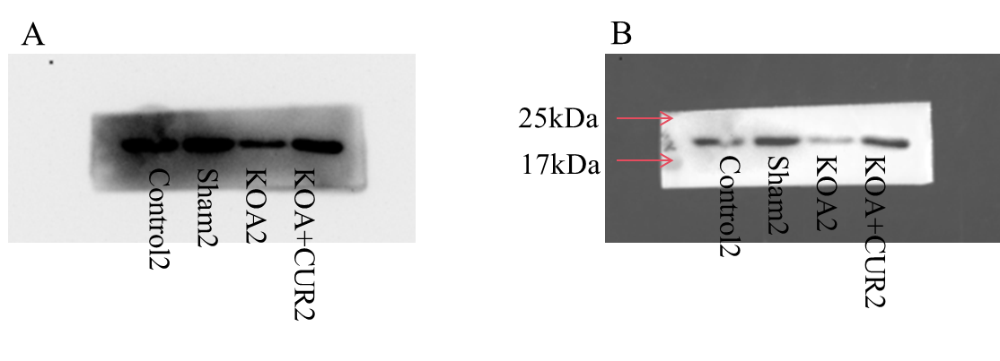 A
Control2
Sham2
KOA2
KOA+CUR2
B
25kDa
17kDa
Control2
Sham2
KOA2
KOA+CUR2